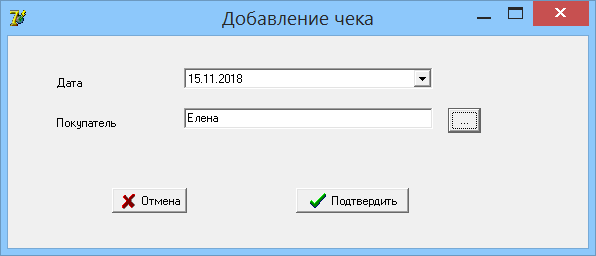 Добавление чека
Дата 15.11.2018
Покупатель Елена ...
Отмена Подтвердить